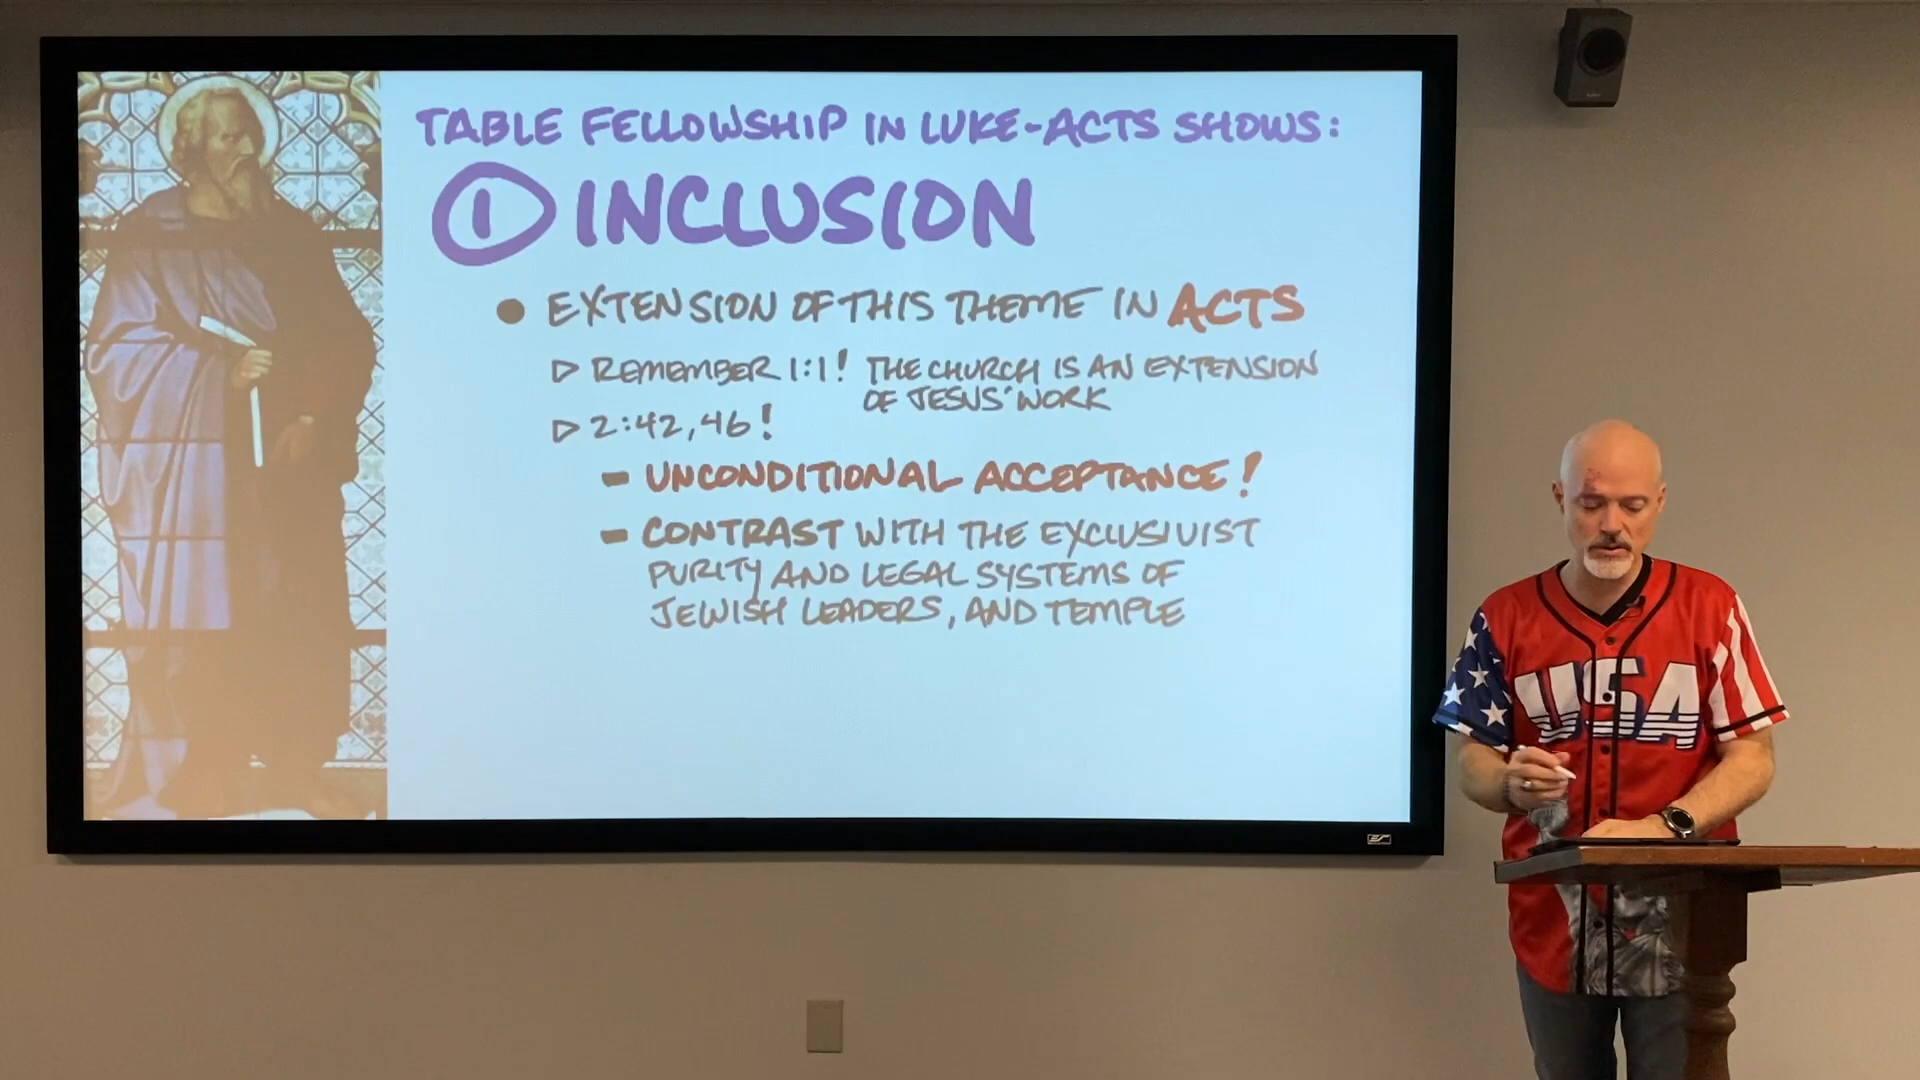 TABLE FELLOWSHIP IN LUKE-ACTS SHOWS:
1 INCLUSION
● EXTENSION OF THIS THEME IN ACTS
▷ REMEMBER 1:1! THE CHURCH IS AN EXTENSION
OF JESUS' WORK
▷ 2:42,46!
– UNCONDITIONAL ACCEPTANCE!
– CONTRAST WITH THE EXCLUSIVIST
PURITY AND LEGAL SYSTEMS OF
JEWISH LEADERS, AND TEMPLE
USA
ES